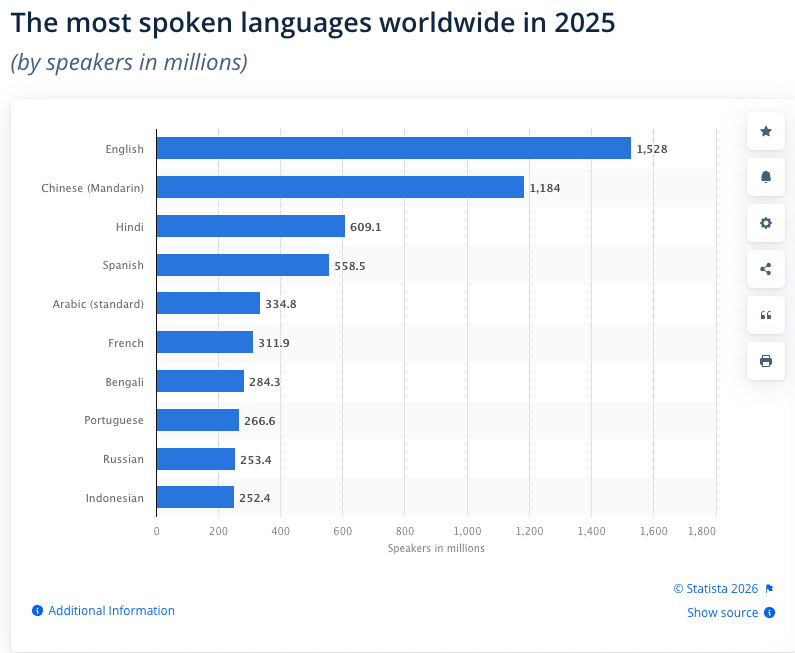 The most spoken languages worldwide in 2025
(by speakers in millions)
English 1,528
Chinese (Mandarin) 1,184
Hindi 609.1
Spanish 558.5
Arabic (standard) 334.8
French 311.9
Bengali 284.3
Portuguese 266.6
Russian 253.4
Indonesian 252.4
0 200 400 600 800 1,000 1,200 1,400 1,600 1,800
Speakers in millions
© Statista 2026
Additional Information
Show source